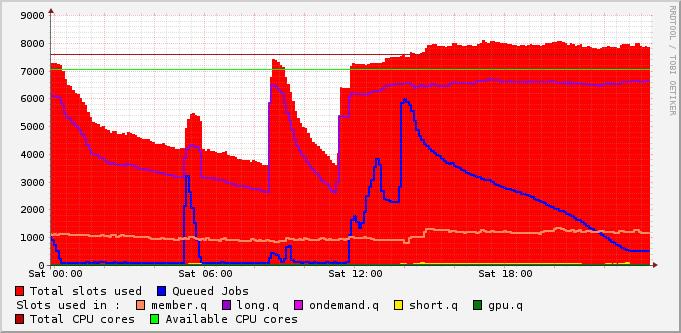 9000
8000
7000
6000
5000
4000
3000
2000
1000
0
Sat 00:00 Sat 06:00 Sat 12:00 Sat 18:00
Total slots used Queued Jobs
Slots used in : member.q long.q ondemand.q short.q gpu.q
Total CPU cores Available CPU cores
RRDTOOL / TOBI OETIKER